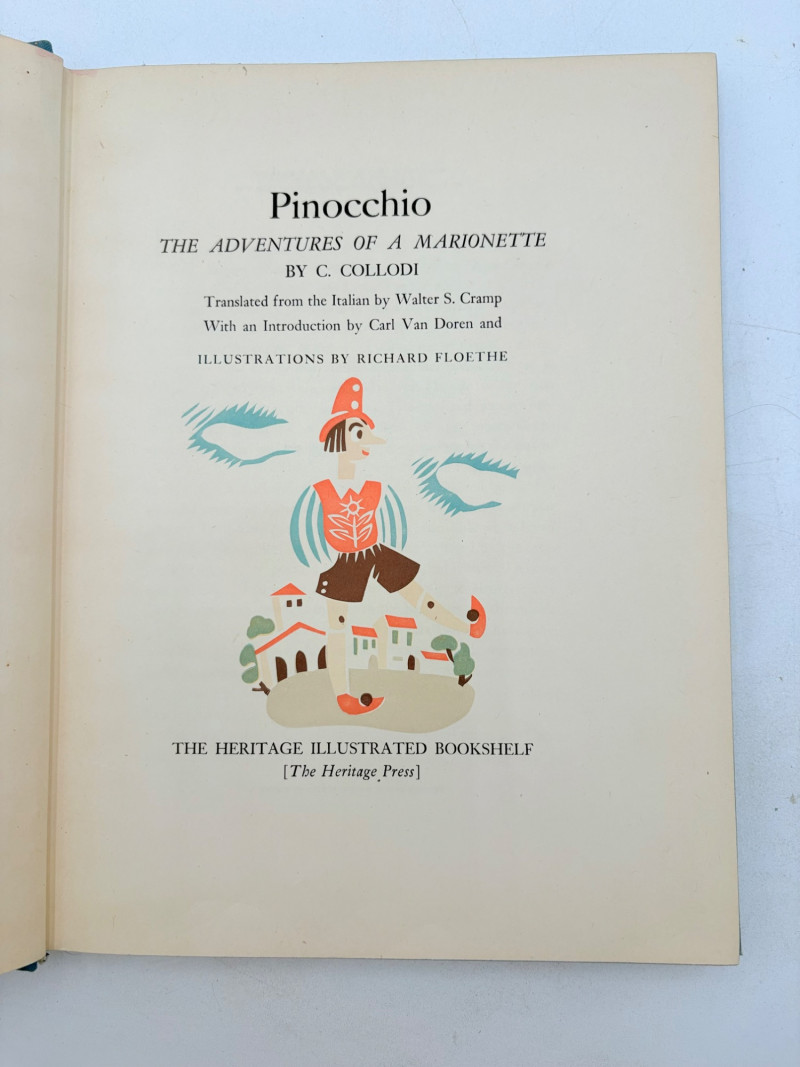 Pinocchio
THE ADVENTURES OF A MARIONETTE
BY C. COLLODI
Translated from the Italian by Walter S. Cramp
With an Introduction by Carl Van Doren and
ILLUSTRATIONS BY RICHARD FLOETHE
THE HERITAGE ILLUSTRATED BOOKSHELF
[The Heritage Press]